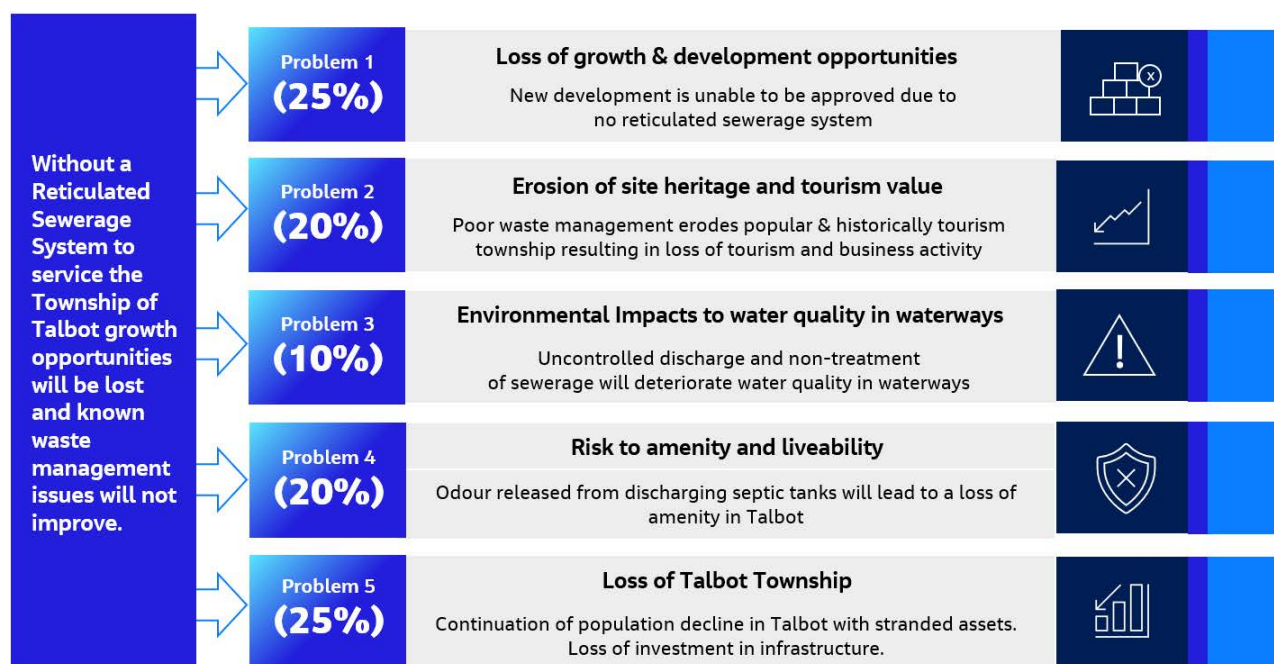 Without a
Reticulated
Sewerage
System to
service the
Township of
Talbot growth
opportunities
will be lost
and known
waste
management
issues will not
improve.
Problem 1
(25%)
Loss of growth & development opportunities
New development is unable to be approved due to
no reticulated sewerage system
x
Problem 2
(20%)
Erosion of site heritage and tourism value
Poor waste management erodes popular & historically tourism
township resulting in loss of tourism and business activity
Problem 3
(10%)
Environmental Impacts to water quality in waterways
Uncontrolled discharge and non-treatment
of sewerage will deteriorate water quality in waterways
!
Problem 4
(20%)
Risk to amenity and liveability
Odour released from discharging septic tanks will lead to a loss of
amenity in Talbot
Problem 5
(25%)
Loss of Talbot Township
Continuation of population decline in Talbot with stranded assets.
Loss of investment in infrastructure.